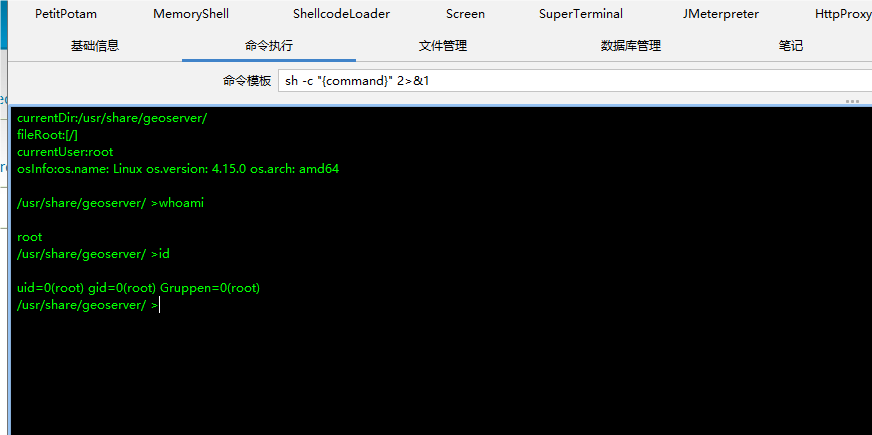 PetitPotam MemoryShell ShellcodeLoader Screen SuperTerminal JMeterpreter HttpProxy
基础信息 命令执行 文件管理 数据库管理 笔记
命令模板 sh -c "{command}" 2>&1
currentDir:/usr/share/geoserver/
fileRoot:[/]
currentUser:root
osInfo:os.name: Linux os.version: 4.15.0 os.arch: amd64
/usr/share/geoserver/ >whoami
root
/usr/share/geoserver/ >id
uid=0(root) gid=0(root) Gruppen=0(root)
/usr/share/geoserver/ >